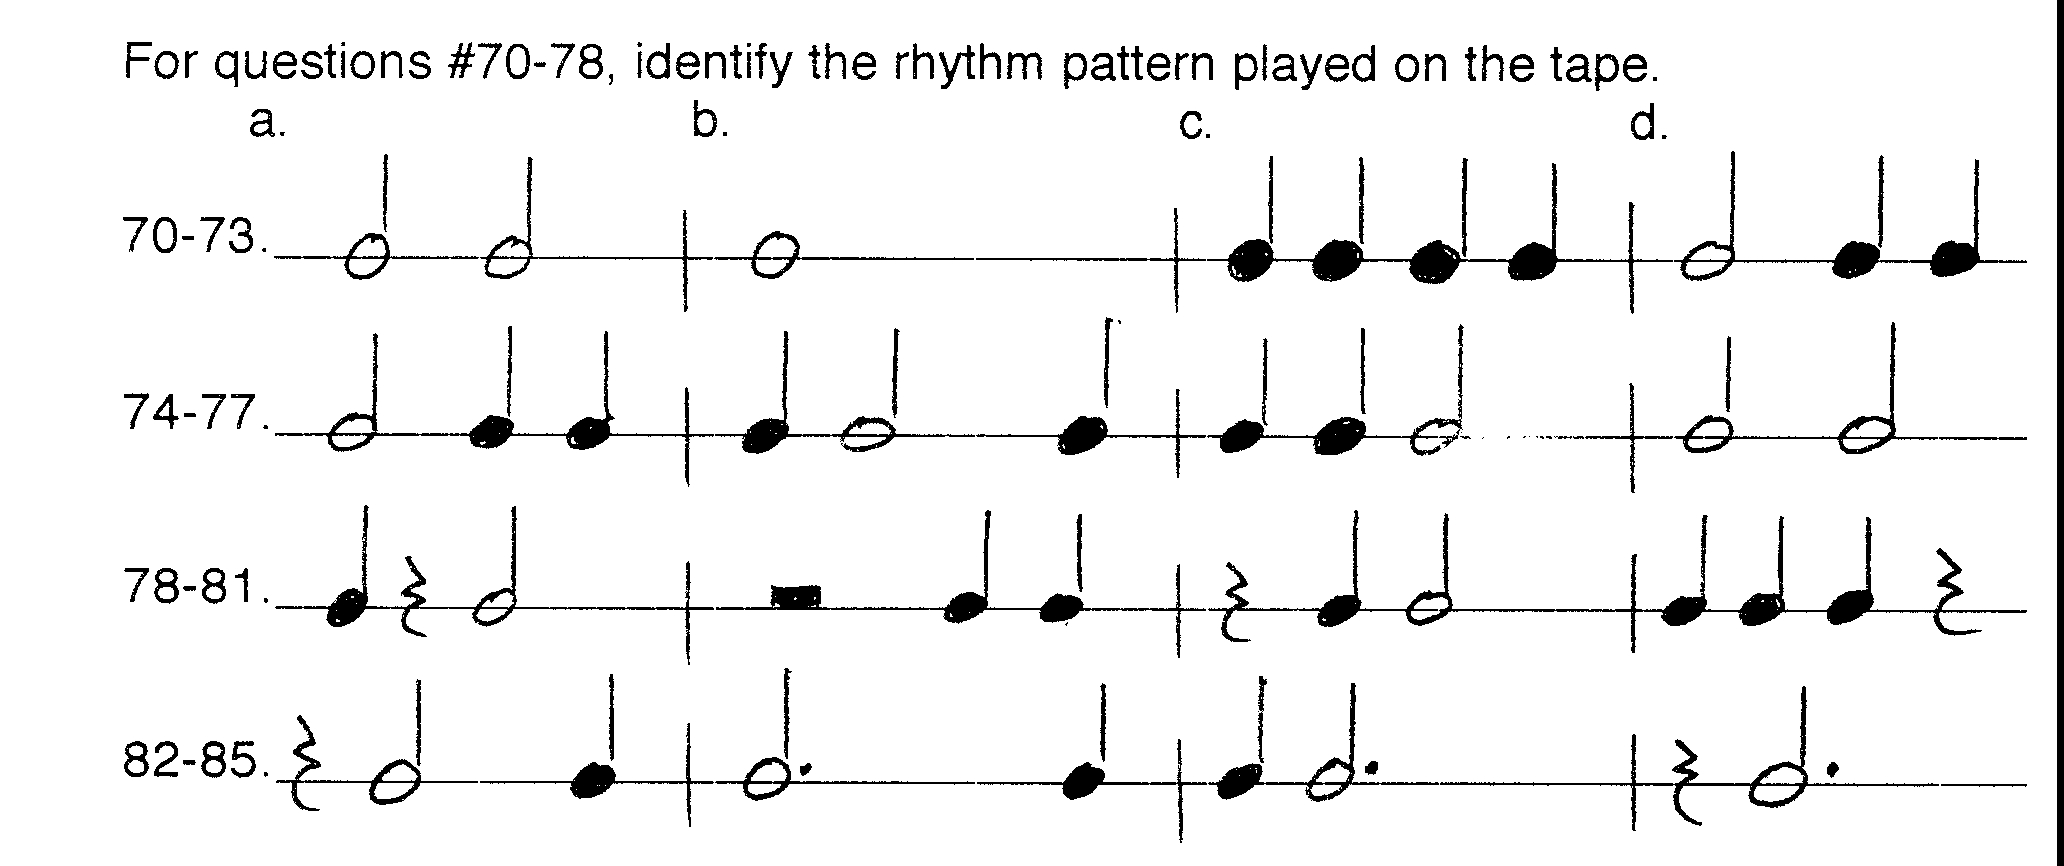 For questions #70-78, identify the rhythm pattern played on the tape.
a. b. c. d.
70-73.
74-77.
78-81.
82-85.